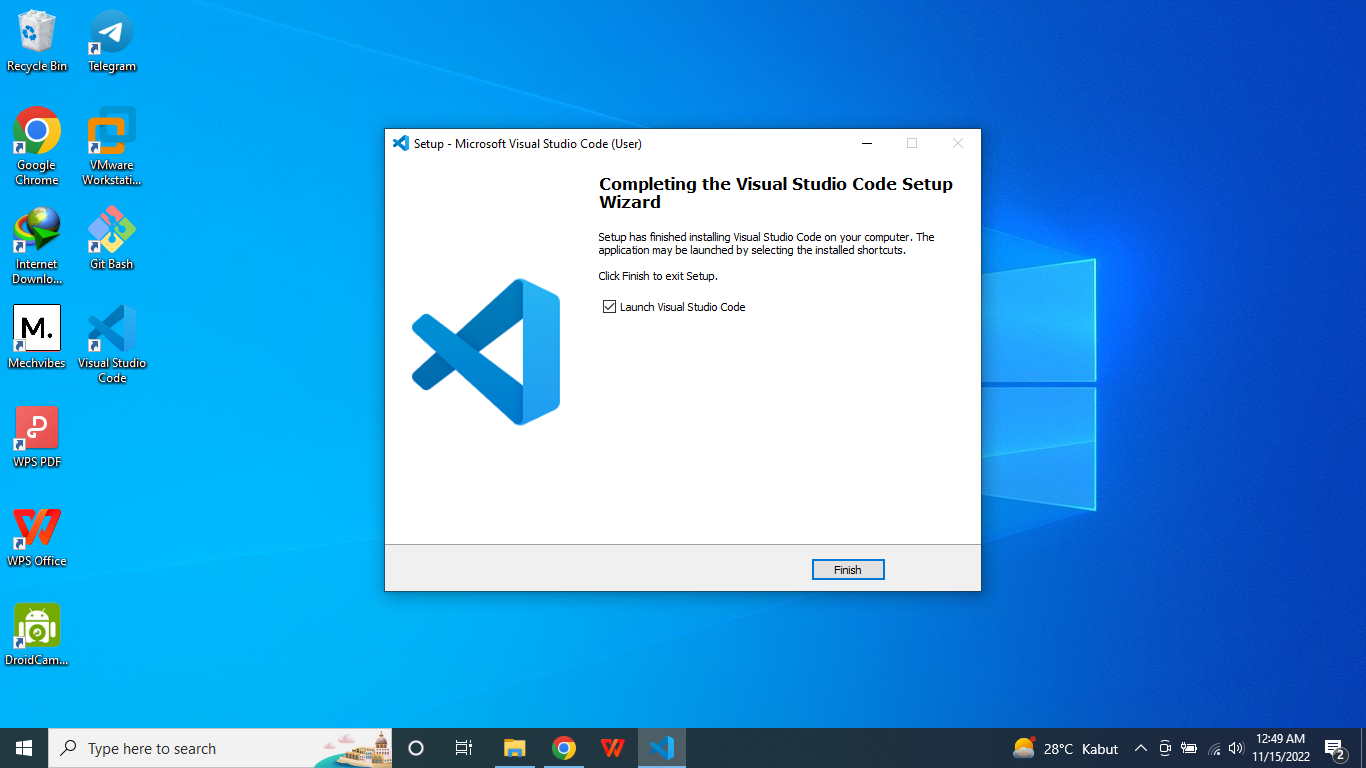 Recycle Bin
Telegram
Google
Chrome
VMware
Workstati...
Internet
Downlo...
Git Bash
M.
Mechvibes
Visual Studio
Code
WPS PDF
WPS Office
DroidCam...
Setup - Microsoft Visual Studio Code (User)
Completing the Visual Studio Code Setup
Wizard
Setup has finished installing Visual Studio Code on your computer. The
application may be launched by selecting the installed shortcuts.
Click Finish to exit Setup.
Launch Visual Studio Code
Finish
Type here to search
28°C Kabut
12:49 AM
11/15/2022
2